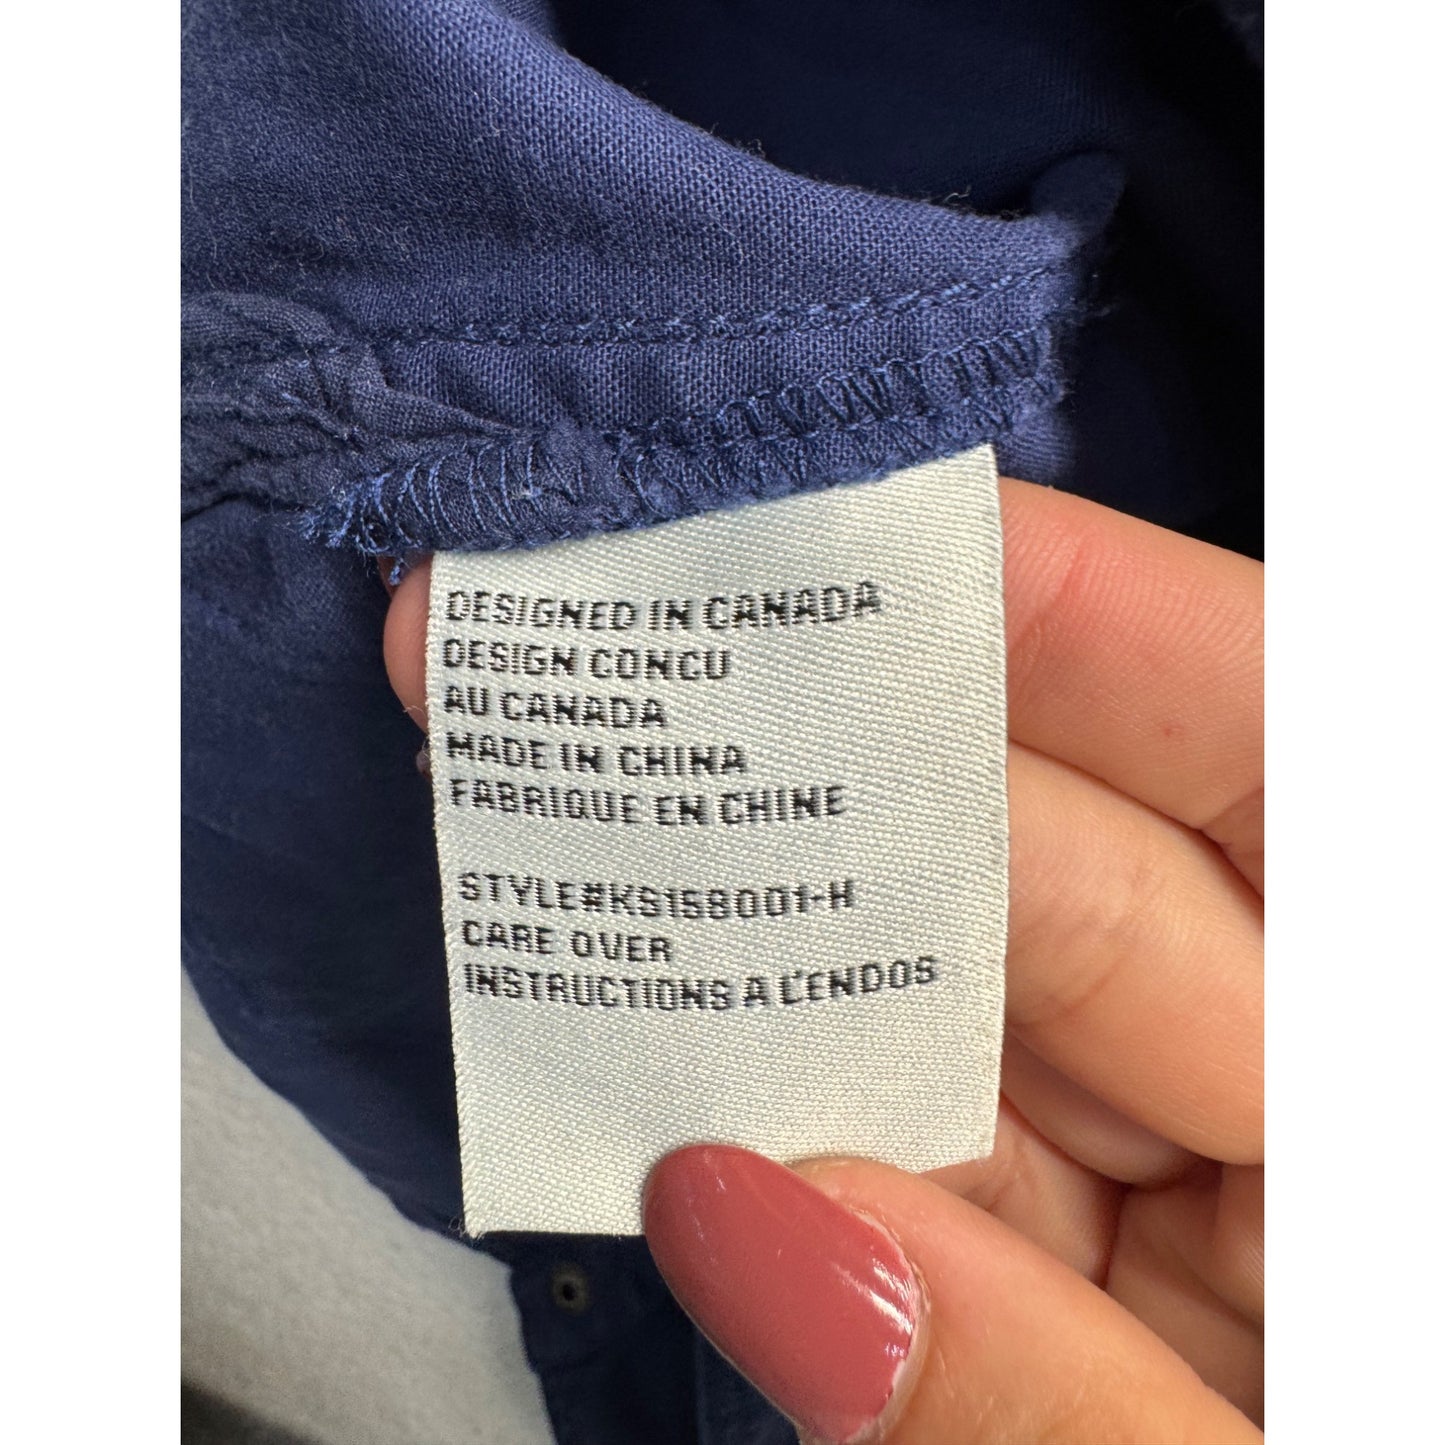 DESIGNED IN CANADA
DESIGN CONCU
AU CANADA
MADE IN CHINA
FABRIQUE EN CHINE
STYLE#KS158001-H
CARE OVER
INSTRUCTIONS A L'ENDOS